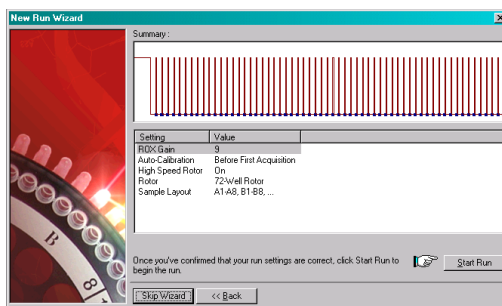 New Run Wizard
Summary :
Setting Value
ROX Gain 9
Auto-Calibration Before First Acquisition
High Speed Rotor On
Rotor 72-Well Rotor
Sample Layout A1-A8, B1-B8, ...
Once you've confirmed that your run settings are correct, click Start Run to
begin the run.
Start Run
Skip Wizard << Back
B
8